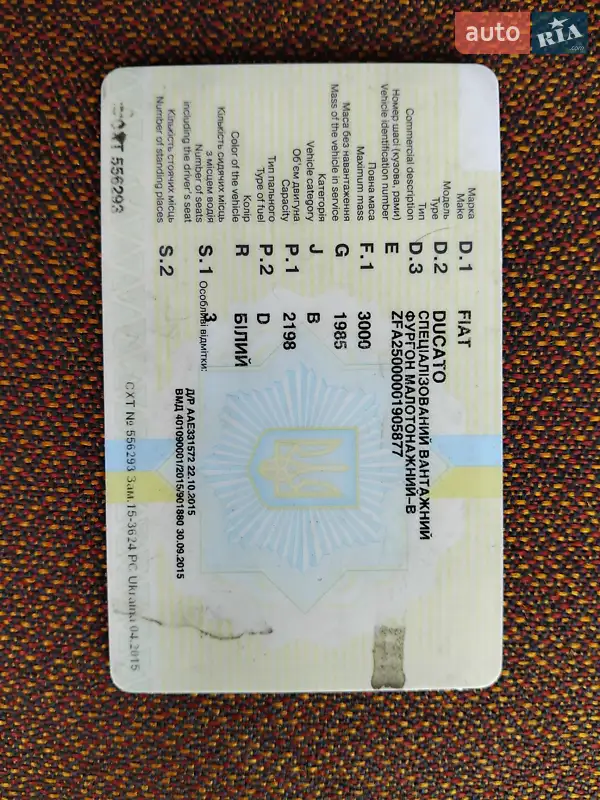 auto RIA .com
Марка
Make D.1 FIAT
Модель
Type D.2 DUCATO
Тип
Commercial description D.3 СПЕЦІАЛІЗОВАНИЙ ВАНТАЖНИЙ
ФУРГОН МАЛОТОНАЖНИЙ-В
Номер шасі (кузова, рами)
Vehicle identification number E ZFA25000001905877
Повна маса
Maximum mass F.1 3000
Маса без навантаження
Mass of the vehicle in service G 1985
Категорія
Vehicle category J B
Об'єм двигуна
Capacity P.1 2198
Тип пального
Type of fuel P.2 D
Колір
Color of the vehicle R БІЛИЙ
Кількість сидячих місць
з місцем водія
Number of seats
including the driver's seat S.1 3
Особливі відмітки:
Кількість стоячих місць
Number of standing places S.2
Д/Р ААЕ331572 22.10.2015
ВМД 401090001/2015/901880 30.09.2015
СХТ 556293
СХТ № 556293 Зам.15-3624 РС Ukraina 04.2015